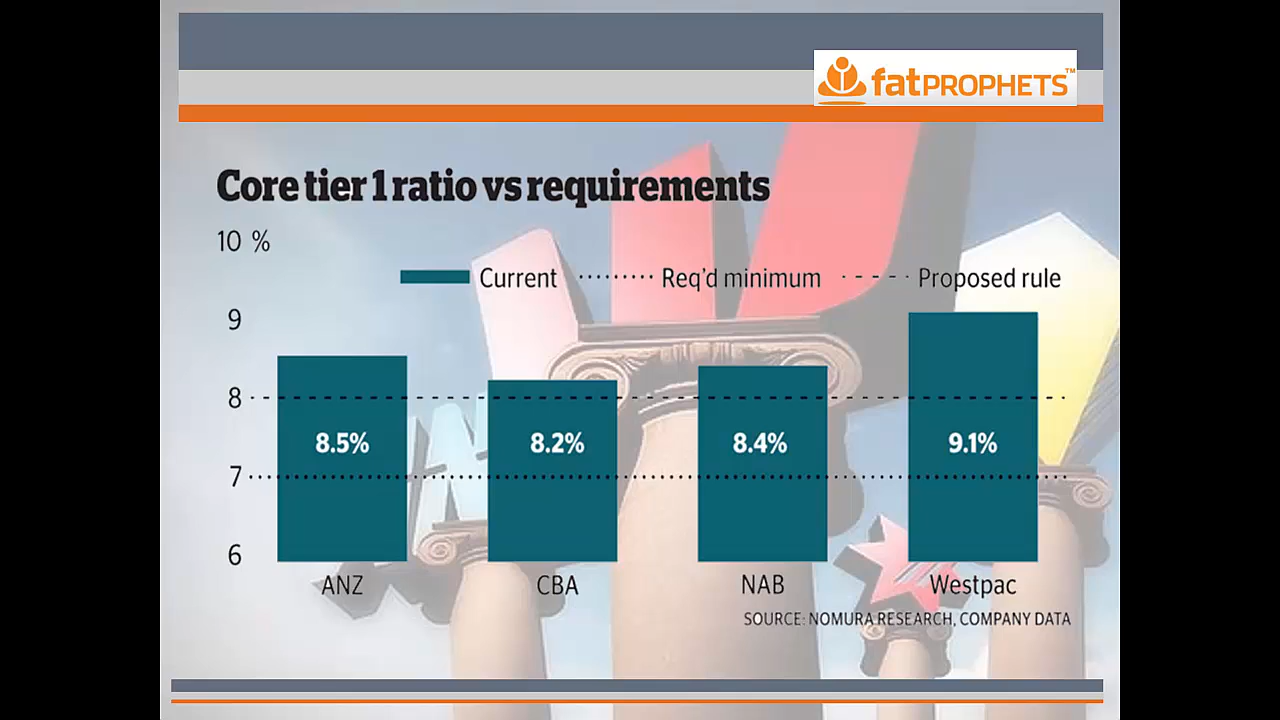 fatPROPHETS™
Core tier 1 ratio vs requirements
10 %
Current Req'd minimum Proposed rule
9
8
8.5% 8.2% 8.4% 9.1%
7
6
ANZ CBA NAB Westpac
SOURCE: NOMURA RESEARCH, COMPANY DATA